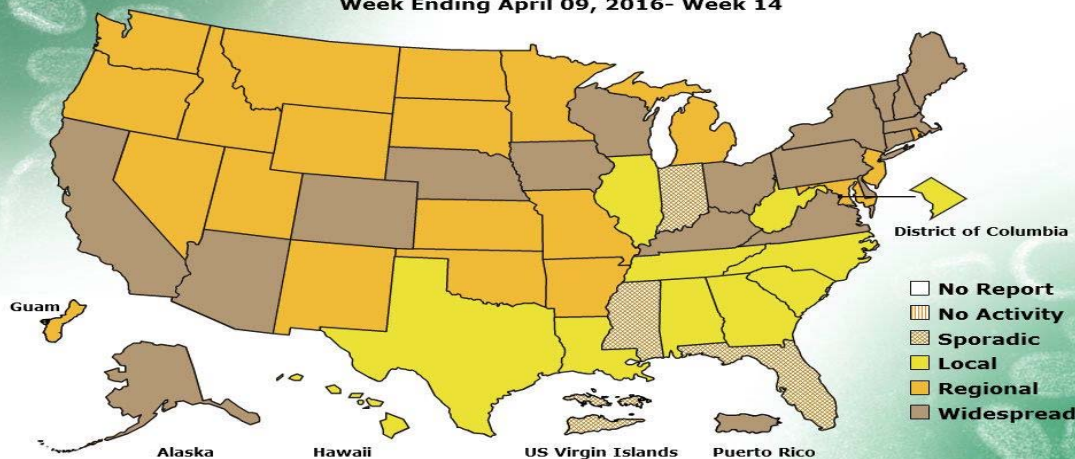 Week Ending April 09, 2016- Week 14
District of Columbia
Guam
No Report
No Activity
Sporadic
Local
Regional
Widespread
Alaska
Hawaii
US Virgin Islands
Puerto Rico